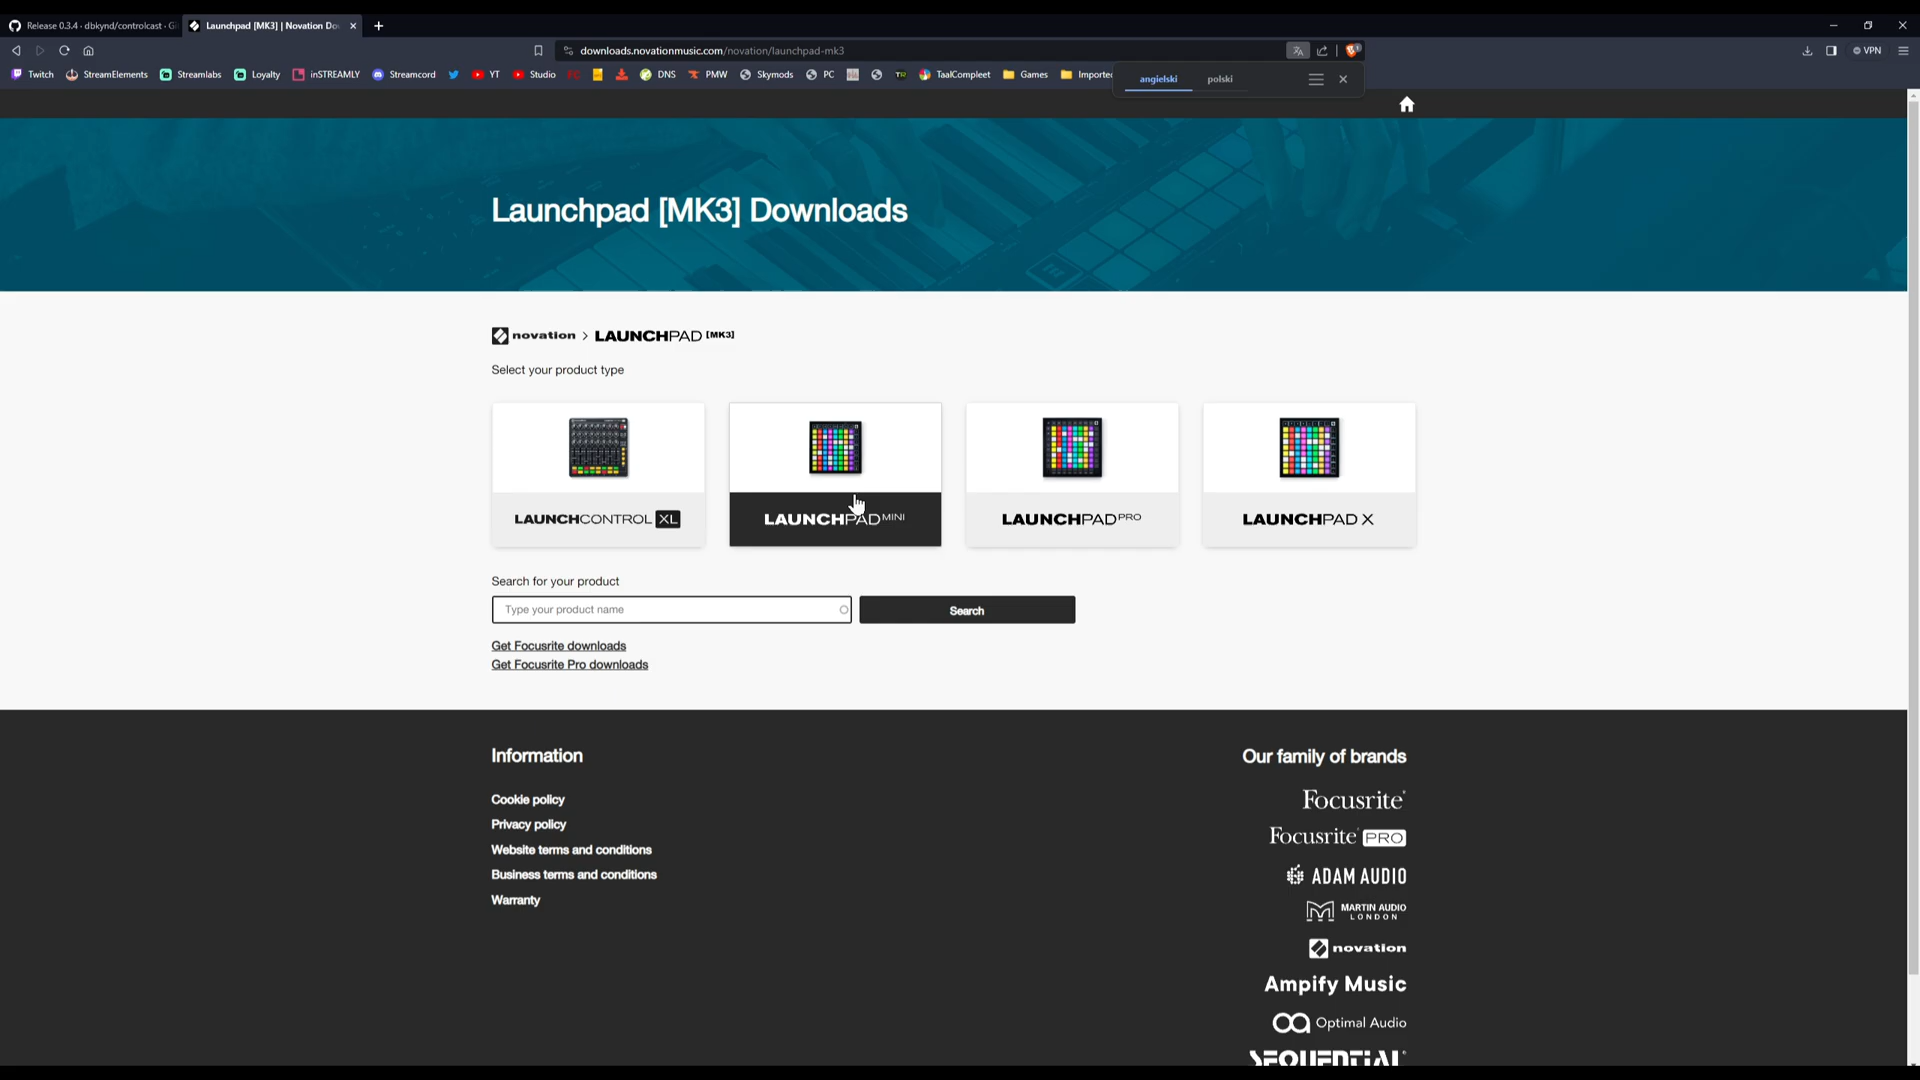 Release 0.3.4 · dbkynd/controlcast · G
Launchpad [MK3] | Novation Do
downloads.novationmusic.com/novation/launchpad-mk3
VPN
Twitch
StreamElements
Streamlabs
Loyalty
inSTREAMLY
Streamcord
YT
Studio
DNS
PMW
Skymods
PC
TaalCompleet
Games
Imported
angielski
polski
Launchpad [MK3] Downloads
novation > LAUNCHPAD [MK3]
Select your product type
LAUNCHCONTROL XL
LAUNCHPAD MINI
LAUNCHPAD PRO
LAUNCHPAD X
Search for your product
Type your product name
Search
Get Focusrite downloads
Get Focusrite Pro downloads
Information
Our family of brands
Cookie policy
Privacy policy
Website terms and conditions
Business terms and conditions
Warranty
Focusrite
Focusrite PRO
ADAM AUDIO
MARTIN AUDIO
LONDON
novation
Ampify Music
Optimal Audio
SEQUENTIAL